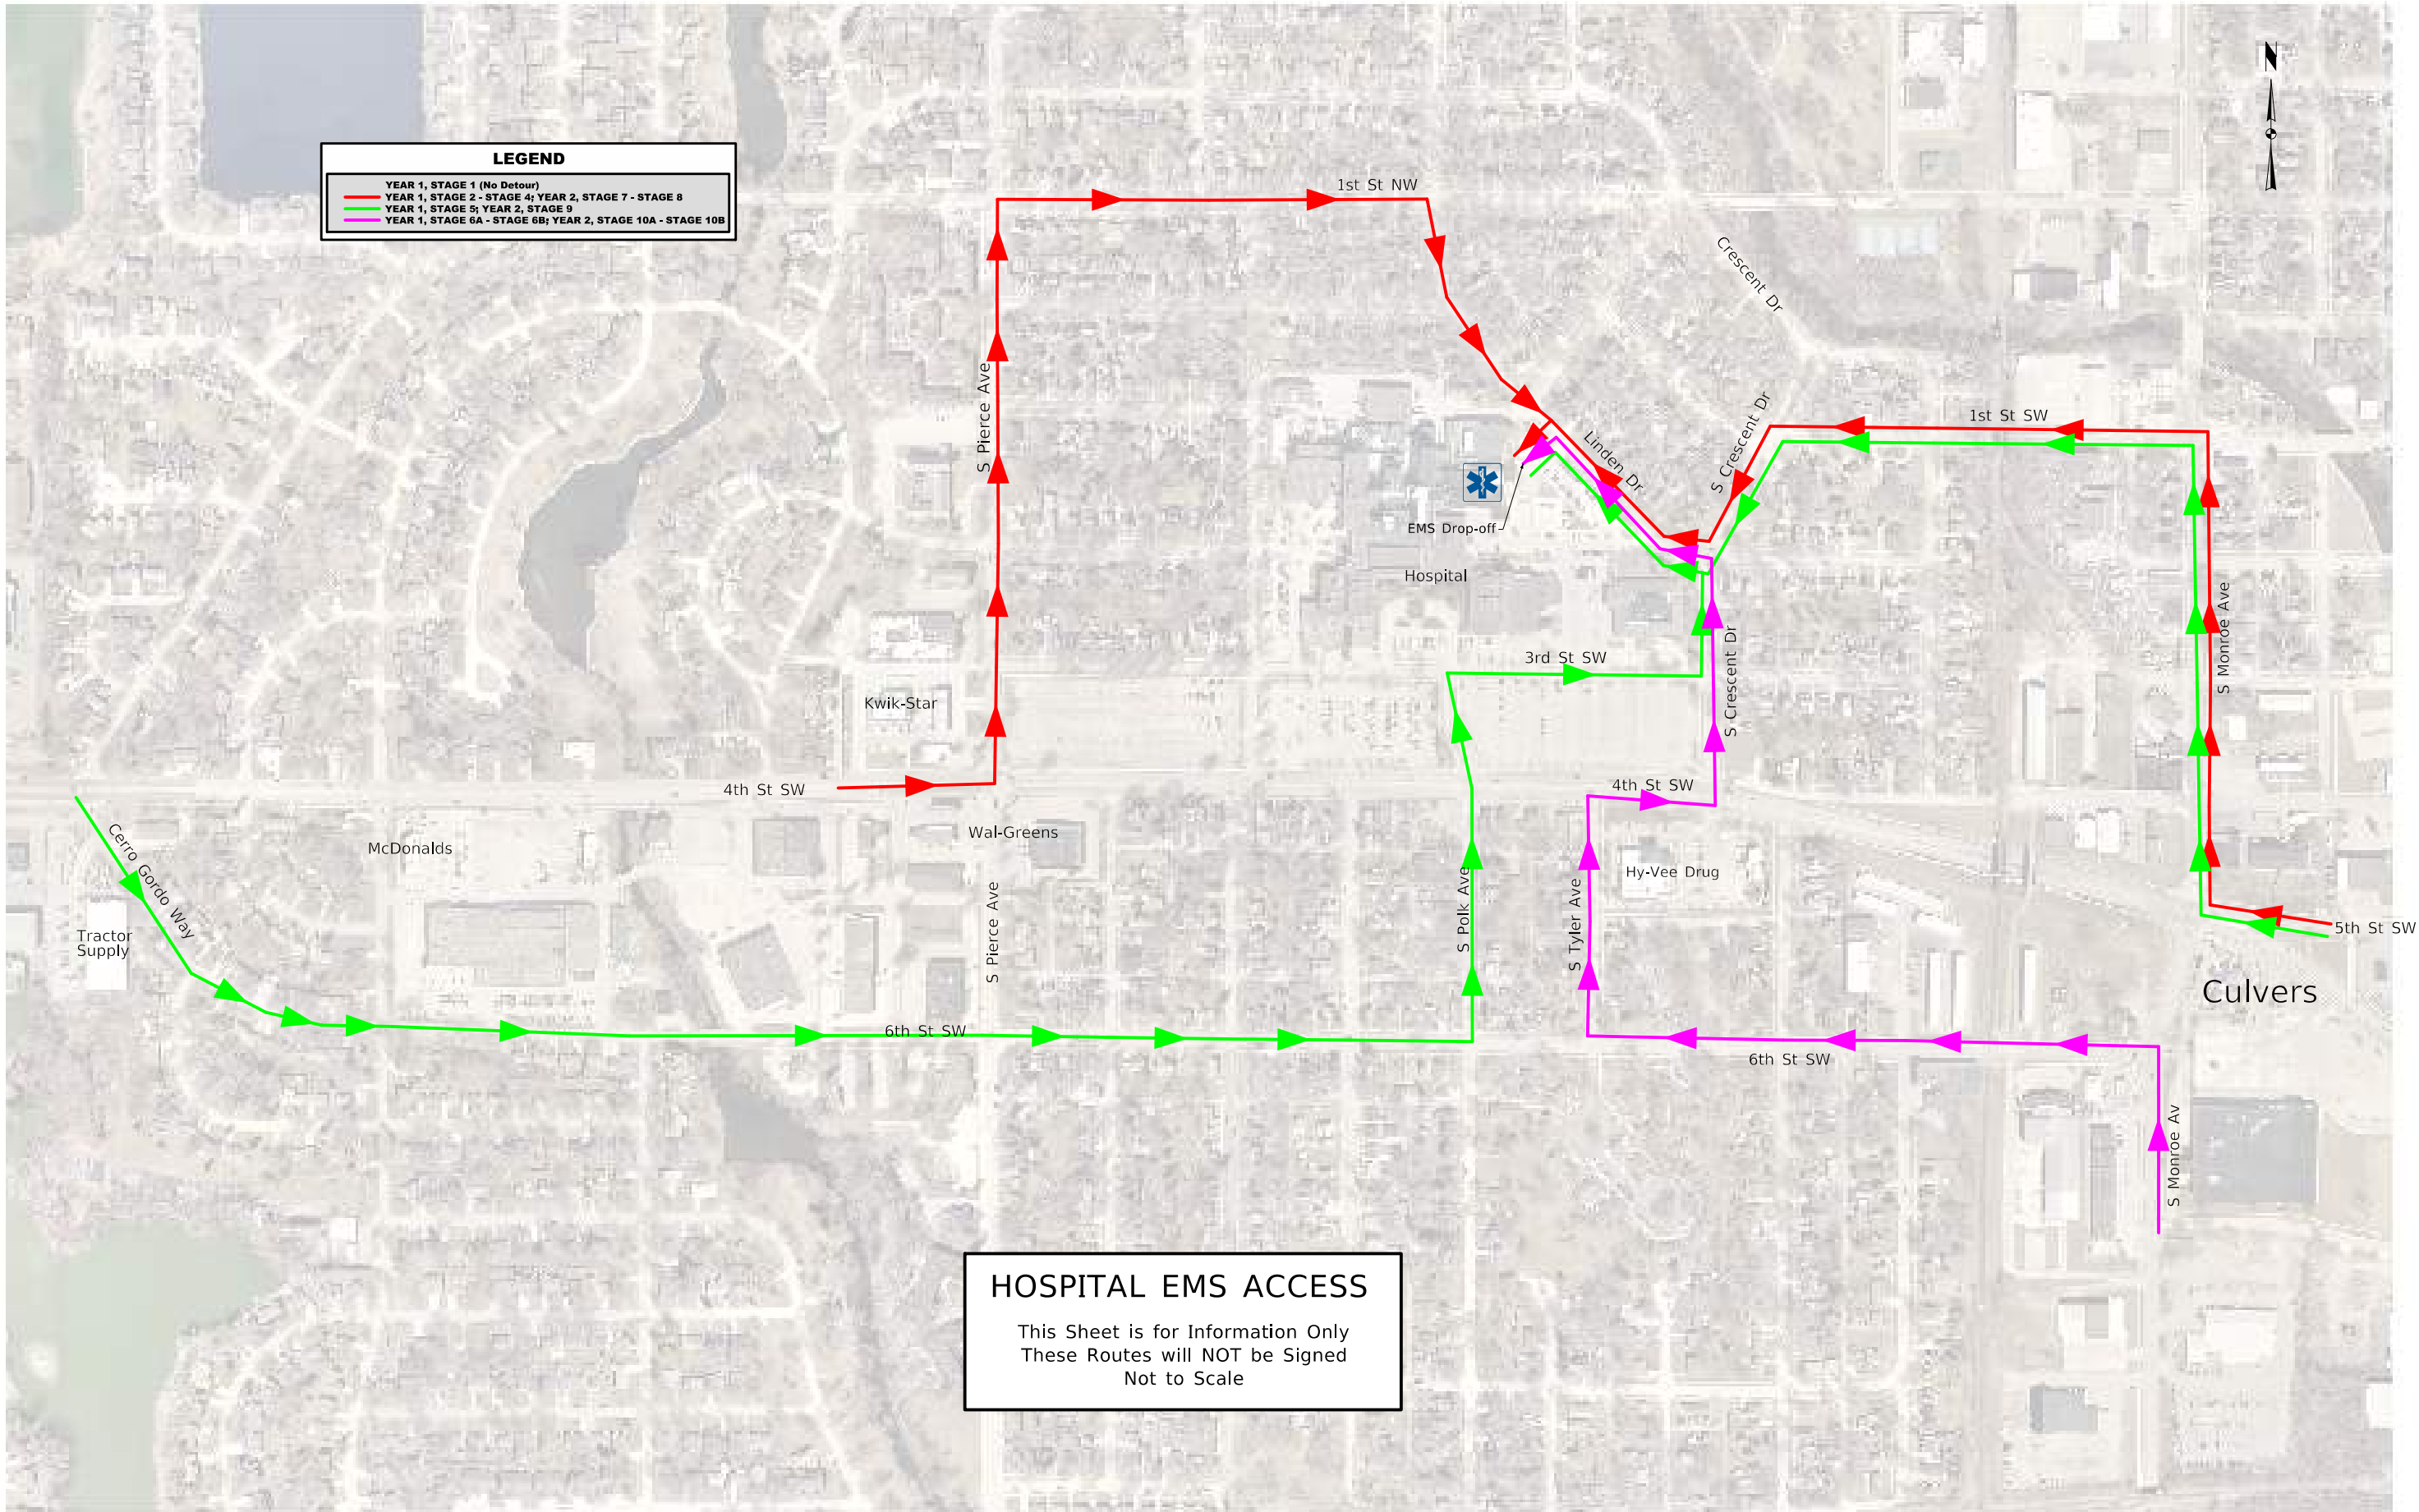 N
LEGEND
YEAR 1, STAGE 1 (No Detour)
YEAR 1, STAGE 2 - STAGE 4; YEAR 2, STAGE 7 - STAGE 8
YEAR 1, STAGE 5; YEAR 2, STAGE 9
YEAR 1, STAGE 6A - STAGE 6B; YEAR 2, STAGE 10A - STAGE 10B
1st St NW
Crescent Dr
S Pierce Ave
Linden Dr
S Crescent Dr
1st St SW
EMS Drop-off
Hospital
S Monroe Ave
3rd St SW
S Crescent Dr
Kwik-Star
4th St SW
4th St SW
Cerro Gordo Way
McDonalds
Wal-Greens
Hy-Vee Drug
S Pierce Ave
S Polk Ave
S Tyler Ave
Tractor
Supply
5th St SW
Culvers
6th St SW
6th St SW
S Monroe Av
HOSPITAL EMS ACCESS
This Sheet is for Information Only
These Routes will NOT be Signed
Not to Scale